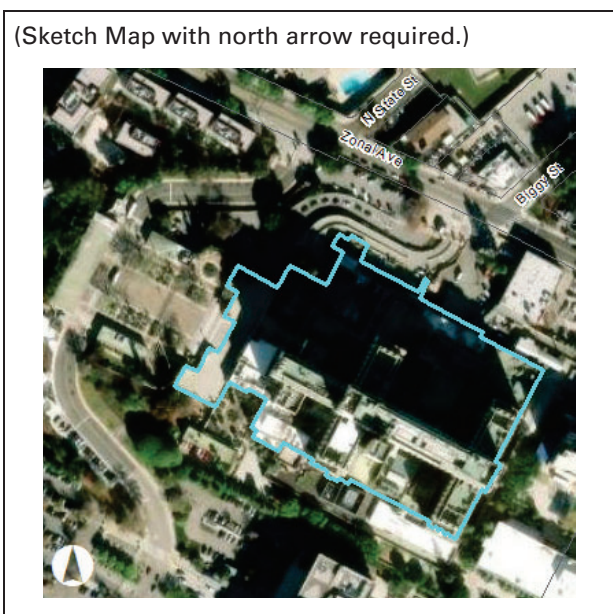 (Sketch Map with north arrow required.)
N State St
Zonal Ave
Biggy St